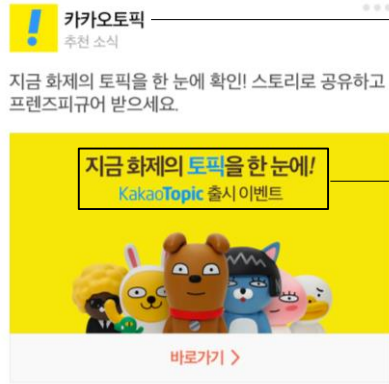 카카오토픽
추천 소식
지금 화제의 토픽을 한 눈에 확인! 스토리로 공유하고
프렌즈피규어 받으세요.
지금 화제의 토픽을 한 눈에!
KakaoTopic 출시 이벤트
바로가기 >